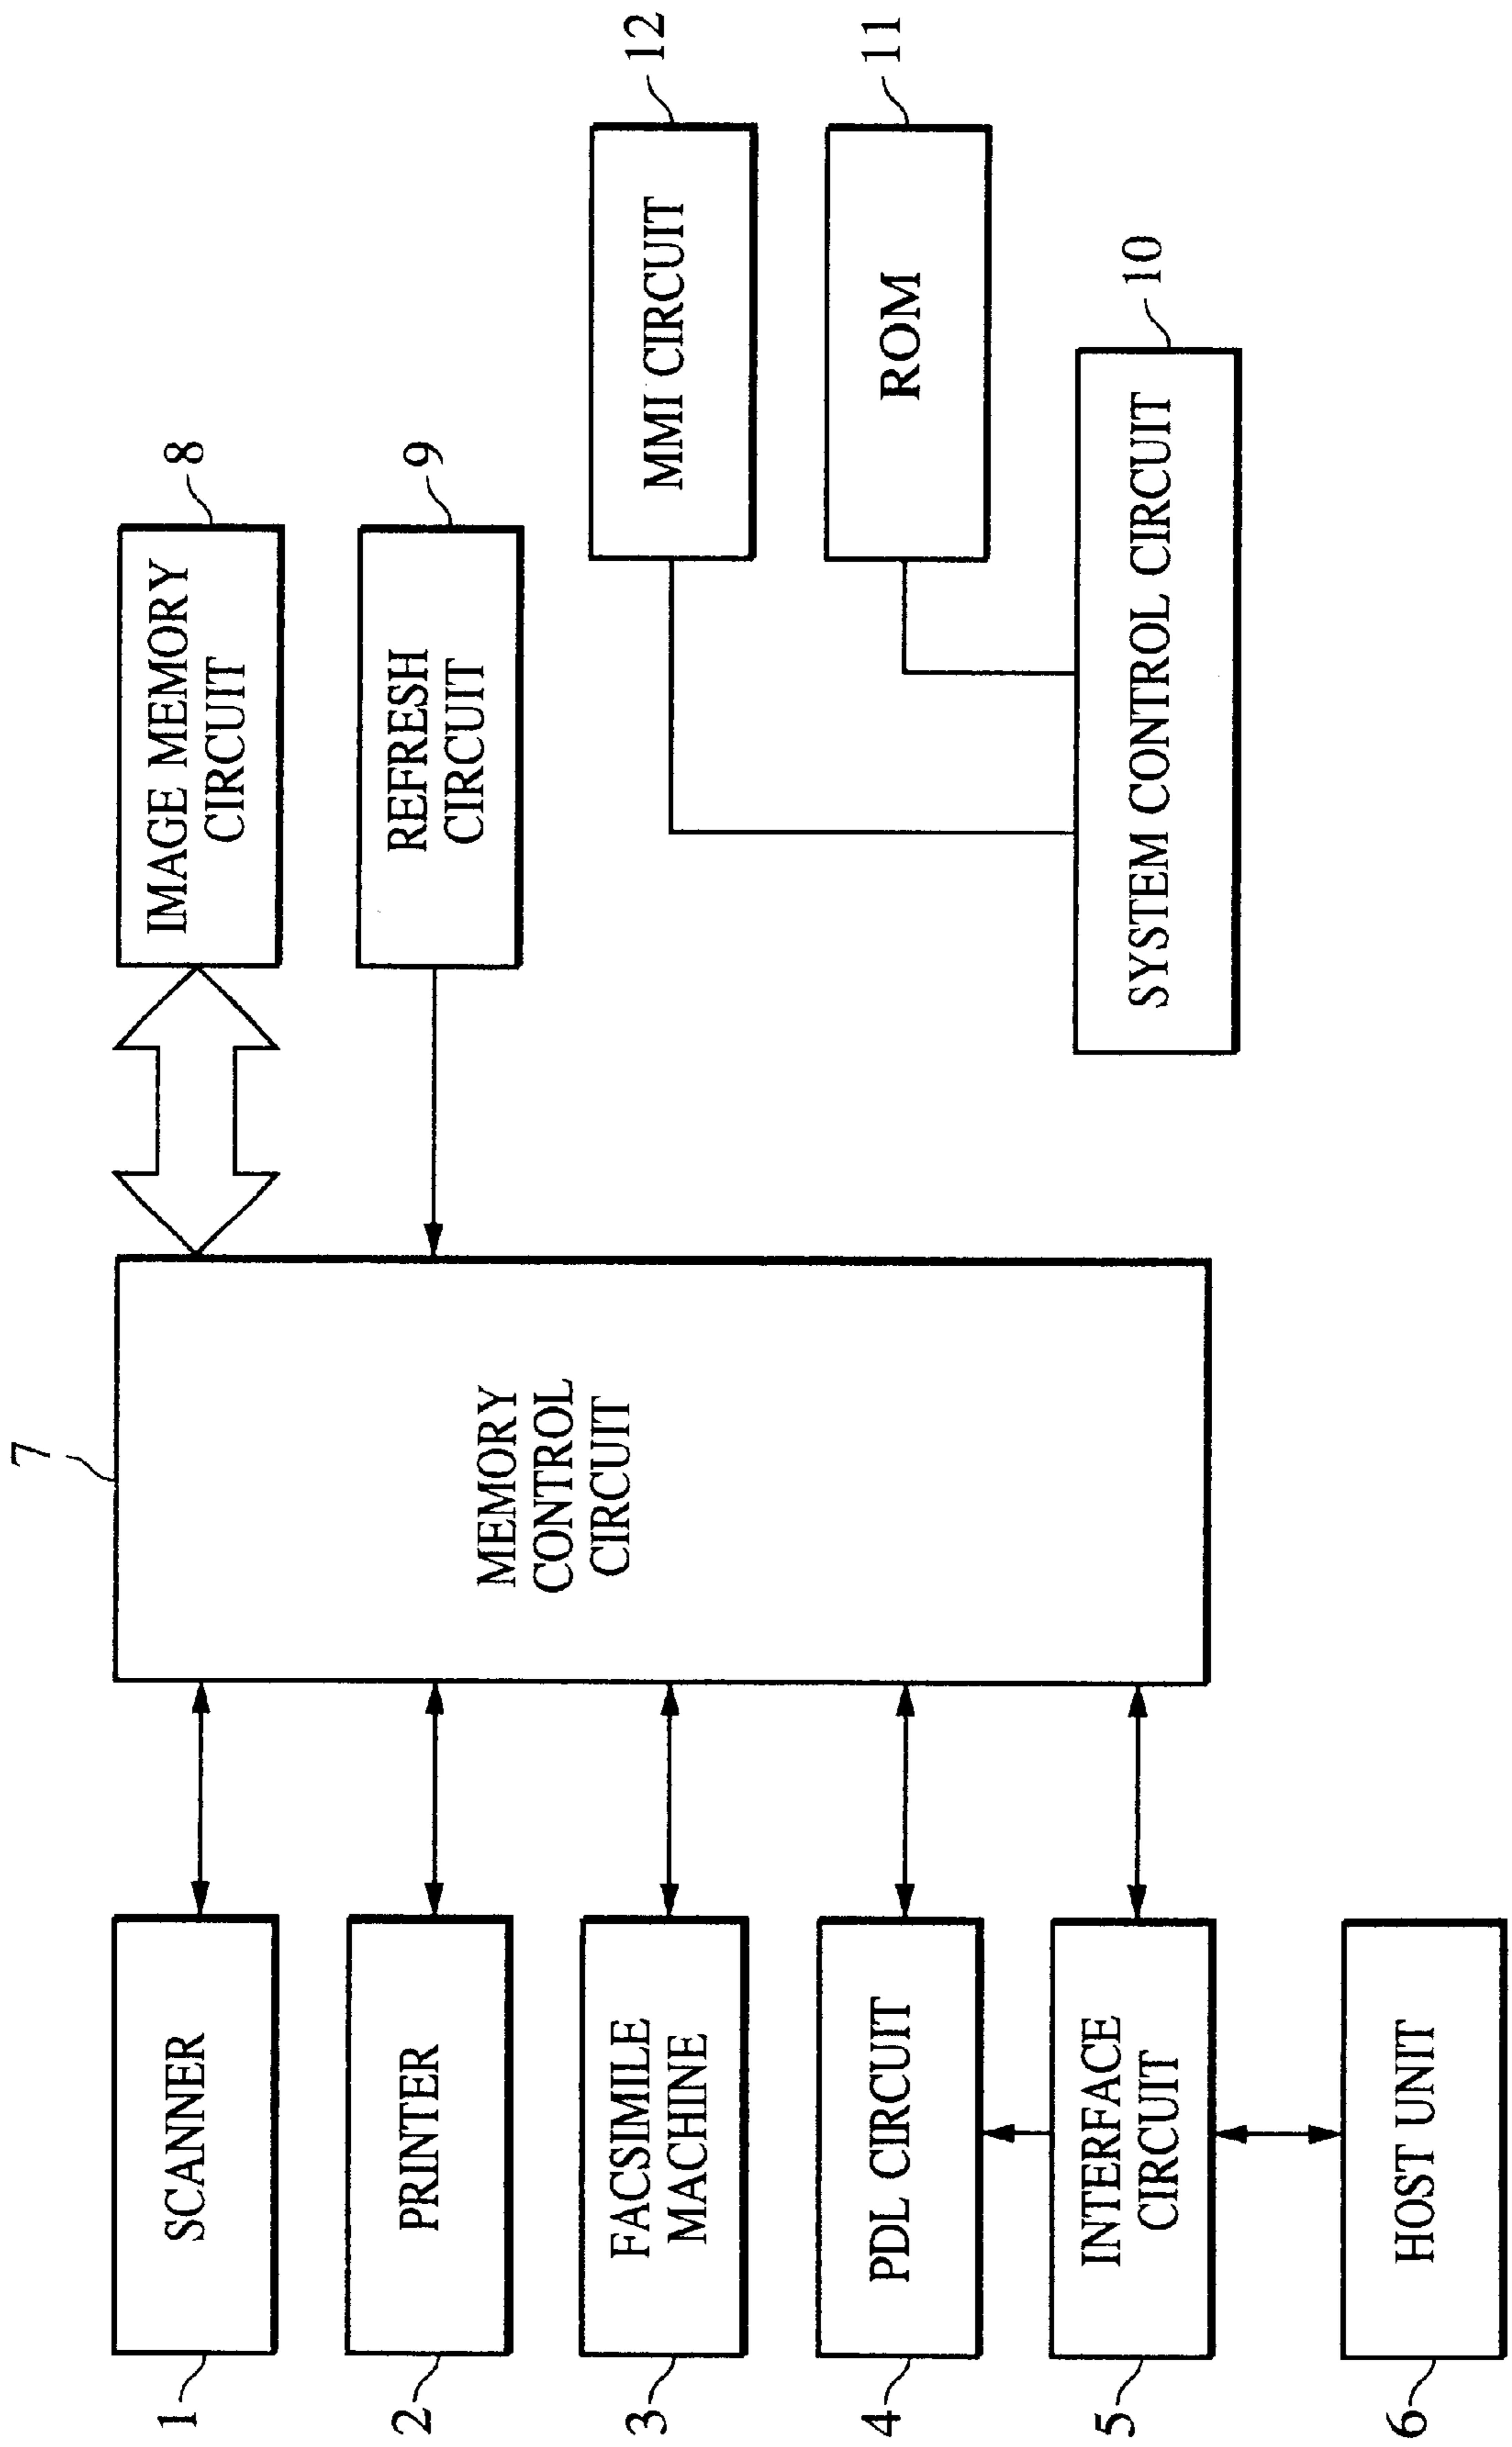 7
1
SCANNER
2
PRINTER
3
FACSIMILE
MACHINE
4
PDL CIRCUIT
5
INTERFACE
CIRCUIT
6
HOST UNIT
MEMORY
CONTROL
CIRCUIT
IMAGE MEMORY
CIRCUIT
8
REFRESH
CIRCUIT
9
MMI CIRCUIT
12
ROM
11
SYSTEM CONTROL CIRCUIT
10